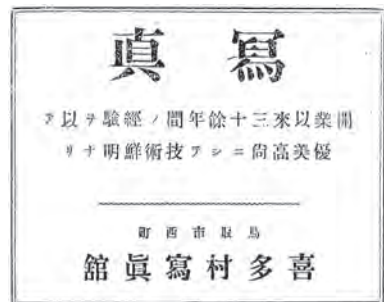 寫真
開業以來三十餘年間ノ經驗ヲ以テ
優美高尙ニシテ技術鮮明ナリ
鳥取市西町
喜多村寫眞館